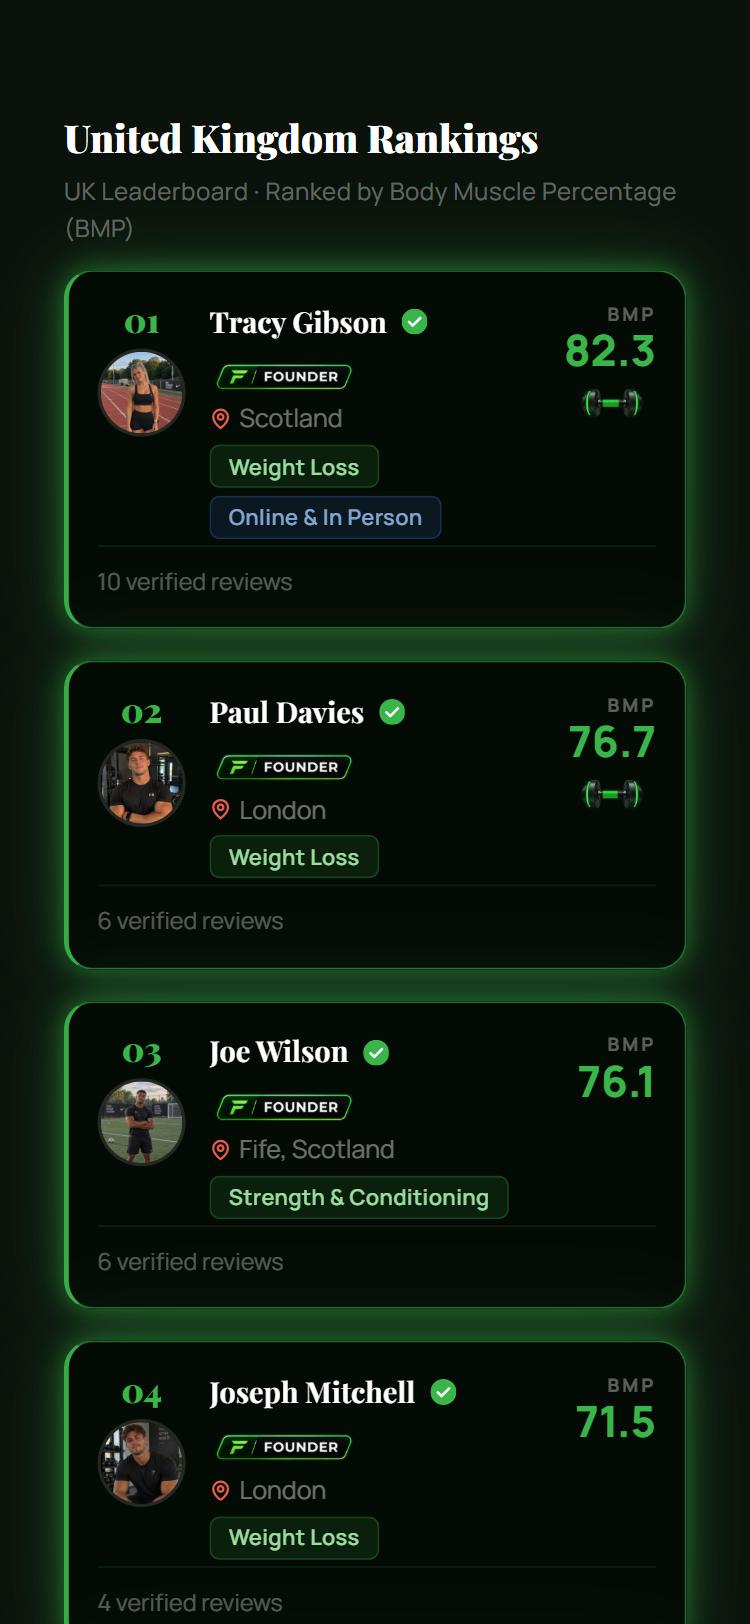 United Kingdom Rankings
UK Leaderboard · Ranked by Body Muscle Percentage
(BMP)
01
Tracy Gibson
BMP
82.3
F / FOUNDER
Scotland
Weight Loss
Online & In Person
10 verified reviews
02
Paul Davies
BMP
76.7
F / FOUNDER
London
Weight Loss
6 verified reviews
03
Joe Wilson
BMP
76.1
F / FOUNDER
Fife, Scotland
Strength & Conditioning
6 verified reviews
04
Joseph Mitchell
BMP
71.5
F / FOUNDER
London
Weight Loss
4 verified reviews